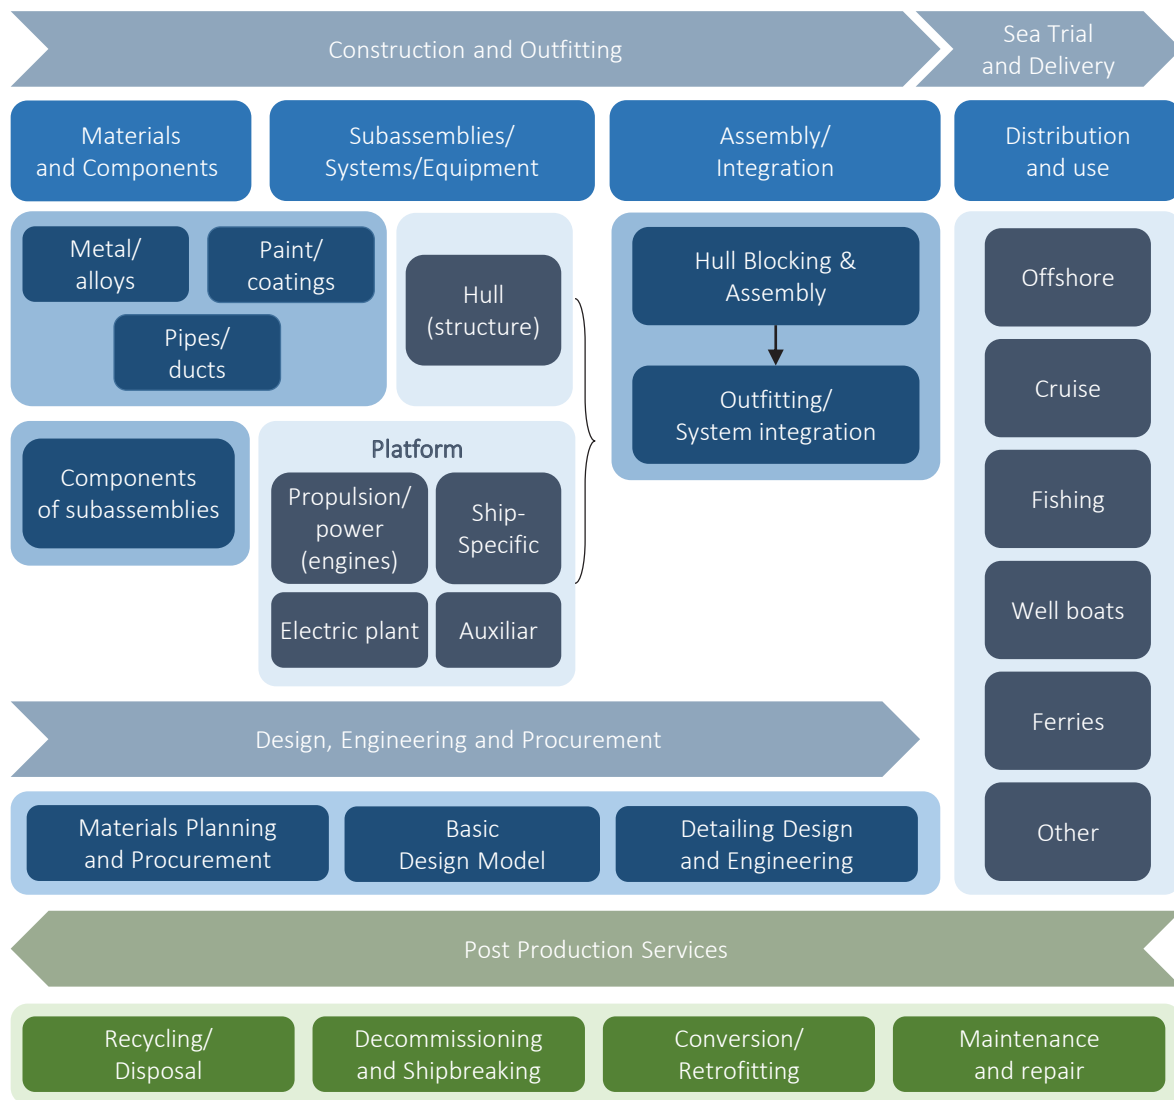 Construction and Outfitting
Sea Trial
and Delivery
Materials
and Components
Subassemblies/
Systems/Equipment
Assembly/
Integration
Distribution
and use
Metal/
alloys
Paint/
coatings
Pipes/
ducts
Hull
(structure)
Hull Blocking &
Assembly
Outfitting/
System integration
Components
of subassemblies
Platform
Propulsion/
power
(engines)
Ship-
Specific
Electric plant
Auxiliar
Offshore
Cruise
Fishing
Well boats
Ferries
Other
Design, Engineering and Procurement
Materials Planning
and Procurement
Basic
Design Model
Detailing Design
and Engineering
Post Production Services
Recycling/
Disposal
Decommissioning
and Shipbreaking
Conversion/
Retrofitting
Maintenance
and repair